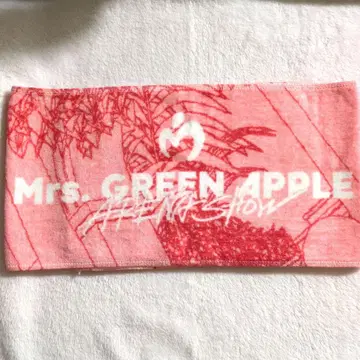 Mrs. GREEN APPLE
ARENA SHOW